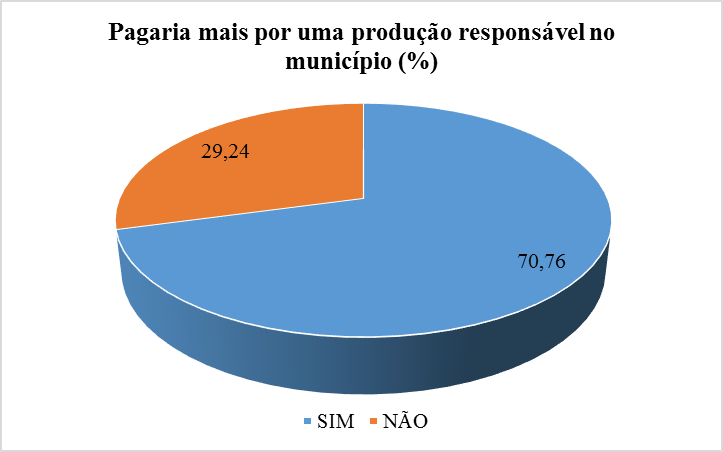 Pagaria mais por uma produção responsável no
município (%)
29,24
70,76
SIM NÃO